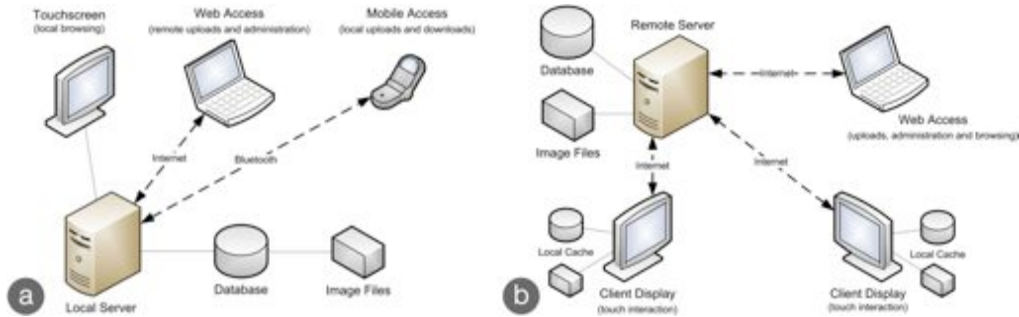 Touchscreen
(local browsing)
Web Access
(remote uploads and administration)
Mobile Access
(local uploads and downloads)
Internet
Bluetooth
Local Server
Database
Image Files
a
Remote Server
Database
Image Files
Internet
Web Access
(uploads, administration and browsing)
Internet
Internet
Local Cache
Client Display
(touch interaction)
Local Cache
Client Display
(touch interaction)
b